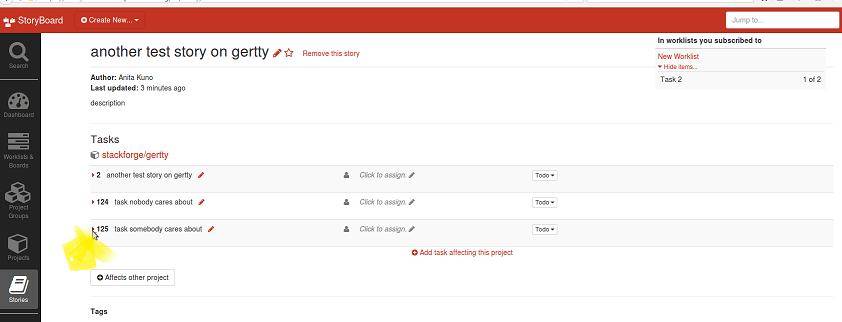 StoryBoard
Create New...
Jump to...
Search
Dashboard
Worklists & Boards
Project Groups
Projects
Stories
another test story on gertty
Remove this story
Author: Anita Kuno
Last updated: 3 minutes ago
description
In worklists you subscribed to
New Worklist
Hide items...
Task 2 1 of 2
Tasks
stackforge/gertty
2 another test story on gertty Click to assign. Todo
124 task nobody cares about Click to assign. Todo
125 task somebody cares about Click to assign. Todo
Add task affecting this project
Affects other project
Tags